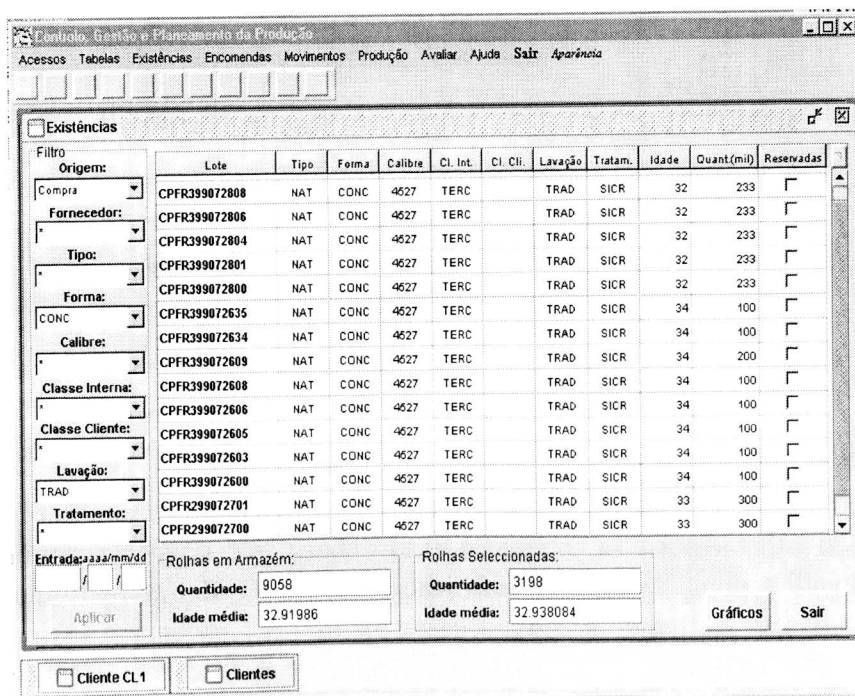 Controlo, Gestão e Planeamento da Produção
Acessos Tabelas Existências Encomendas Movimentos Produção Avaliar Ajuda Sair Aparência
Existências
Filtro
Origem:
Compra
Fornecedor:
*
Tipo:
*
Forma:
CONC
Calibre:
*
Classe Interna:
*
Classe Cliente:
*
Lavação:
TRAD
Tratamento:
*
Entrada:aaaa/mm/dd
/ /
Aplicar
Lote Tipo Forma Calibre Cl. Int. Cl. Cli. Lavação Tratam. Idade Quant.(mil) Reservadas
CPFR399072808 NAT CONC 4527 TERC TRAD SICR 32 233
CPFR399072806 NAT CONC 4527 TERC TRAD SICR 32 233
CPFR399072804 NAT CONC 4527 TERC TRAD SICR 32 233
CPFR399072801 NAT CONC 4527 TERC TRAD SICR 32 233
CPFR399072800 NAT CONC 4527 TERC TRAD SICR 32 233
CPFR399072635 NAT CONC 4527 TERC TRAD SICR 34 100
CPFR399072634 NAT CONC 4527 TERC TRAD SICR 34 100
CPFR399072609 NAT CONC 4527 TERC TRAD SICR 34 200
CPFR399072608 NAT CONC 4527 TERC TRAD SICR 34 100
CPFR399072606 NAT CONC 4527 TERC TRAD SICR 34 100
CPFR399072605 NAT CONC 4527 TERC TRAD SICR 34 100
CPFR399072603 NAT CONC 4527 TERC TRAD SICR 34 100
CPFR399072600 NAT CONC 4527 TERC TRAD SICR 34 100
CPFR299072701 NAT CONC 4527 TERC TRAD SICR 33 300
CPFR299072700 NAT CONC 4527 TERC TRAD SICR 33 300
Rolhas em Armazém:
Quantidade: 9058
Idade média: 32.91986
Rolhas Seleccionadas:
Quantidade: 3198
Idade média: 32.938084
Gráficos Sair
Cliente CL1 Clientes